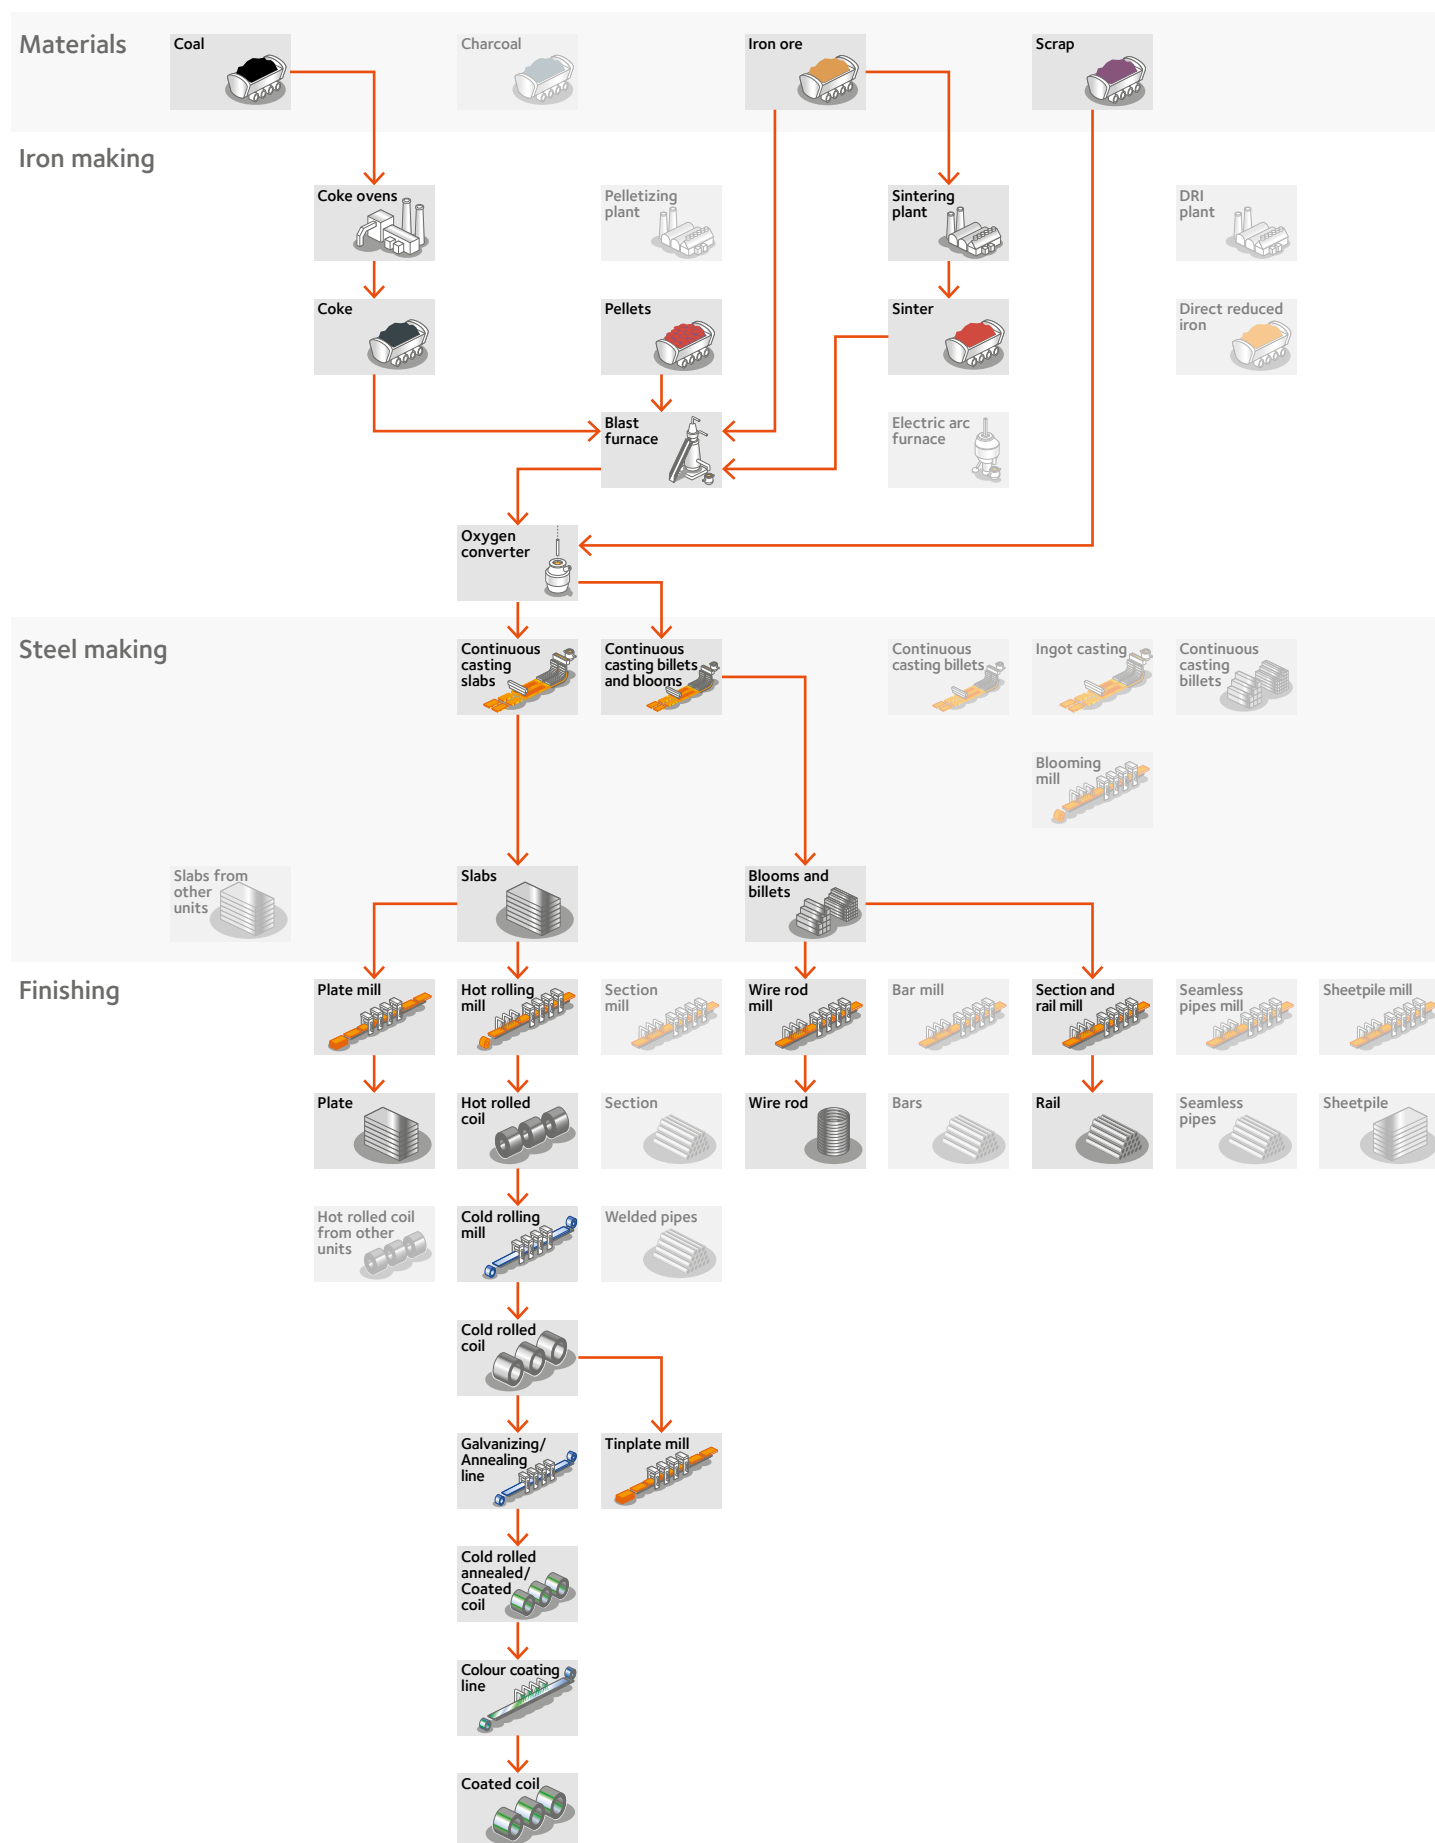 Materials
Coal
Charcoal
Iron ore
Scrap
Iron making
Coke ovens
Pelletizing
plant
Sintering
plant
DRI
plant
Coke
Pellets
Sinter
Direct reduced
iron
Blast
furnace
Electric arc
furnace
Oxygen
converter
Steel making
Continuous
casting
slabs
Continuous
casting billets
and blooms
Continuous
casting billets
Ingot casting
Continuous
casting
billets
Blooming
mill
Slabs from
other
units
Slabs
Blooms and
billets
Finishing
Plate mill
Hot rolling
mill
Section
mill
Wire rod
mill
Bar mill
Section and
rail mill
Seamless
pipes mill
Sheetpile mill
Plate
Hot rolled
coil
Section
Wire rod
Bars
Rail
Seamless
pipes
Sheetpile
Hot rolled coil
from other
units
Cold rolling
mill
Welded pipes
Cold rolled
coil
Galvanizing/
Annealing
line
Tinplate mill
Cold rolled
annealed/
Coated
coil
Colour coating
line
Coated coil